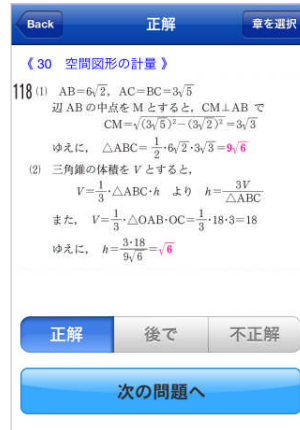 Back 正解 章を選択
《 30 空間図形の計量 》
118 (1) AB=6√2, AC=BC=3√5
辺 AB の中点を M とすると, CM⊥AB で
CM=√((3√5)²−(3√2)²)=3√3
ゆえに, △ABC=1/2·6√2·3√3=9√6
(2) 三角錐の体積を V とすると,
V=1/3·△ABC·h より h=3V/△ABC
また, V=1/3·△OAB·OC=1/3·18·3=18
ゆえに, h=3·18/9√6=√6
正解 後で 不正解
次の問題へ